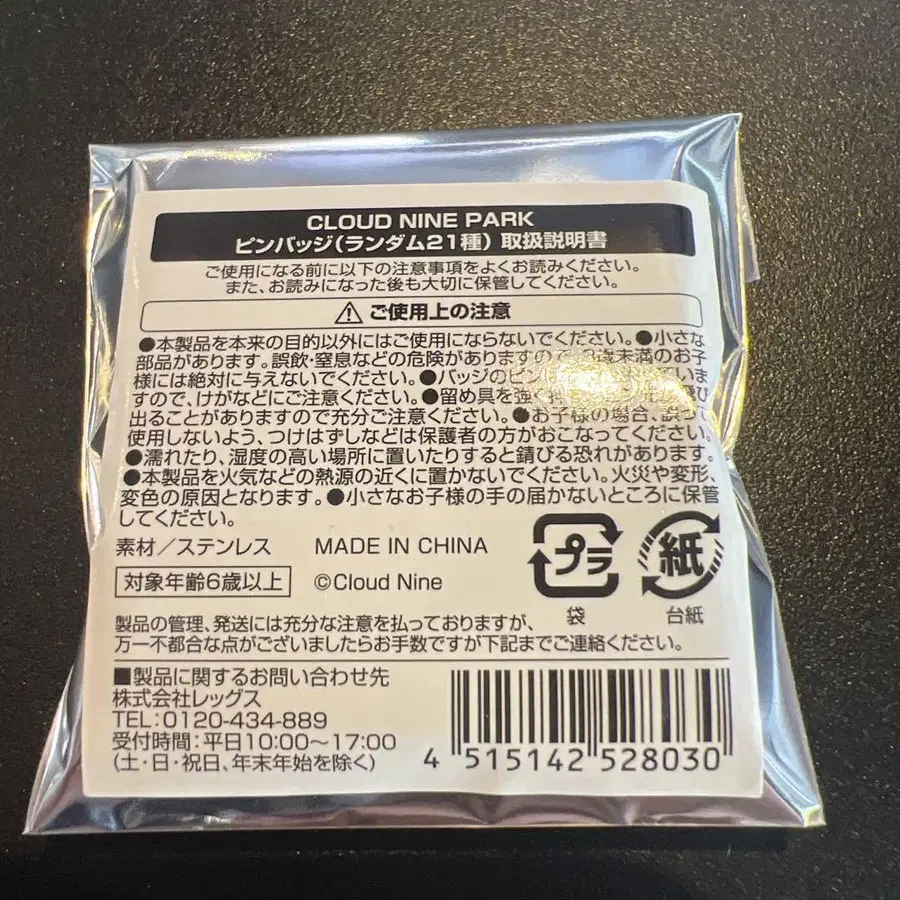 CLOUD NINE PARK
ピンバッジ(ランダム21種) 取扱説明書
ご使用になる前に以下の注意事項をよくお読みください。
また、お読みになった後も大切に保管してください。
ご使用上の注意
●本製品を本来の目的以外にはご使用にならないでください。●小さな
部品があります。誤飲・窒息などの危険がありますので、歳未満のお子
様には絶対に与えないでください。●バッジのピンいま
すので、けがなどにご注意ください。●留め具を強く飛び
出ることがありますので充分ご注意ください。●お子様の場合、誤って
使用しないよう、つけはずしなどは保護者の方がおこなってください。
●濡れたり、湿度の高い場所に置いたりすると錆びる恐れがあります。
●本製品を火気などの熱源の近くに置かないでください。火災や変形、
変色の原因となります。●小さなお子様の手の届かないところに保管
してください。
素材／ステンレス MADE IN CHINA
対象年齢6歳以上 ©Cloud Nine
プラ 紙
袋 台紙
製品の管理、発送には充分な注意を払っておりますが、
万一不都合な点がございましたらお手数ですが下記までご連絡ください。
■製品に関するお問い合わせ先
株式会社レッグス
TEL:0120-434-889
受付時間:平日10:00〜17:00
(土・日・祝日、年末年始を除く)
4 515142 528030